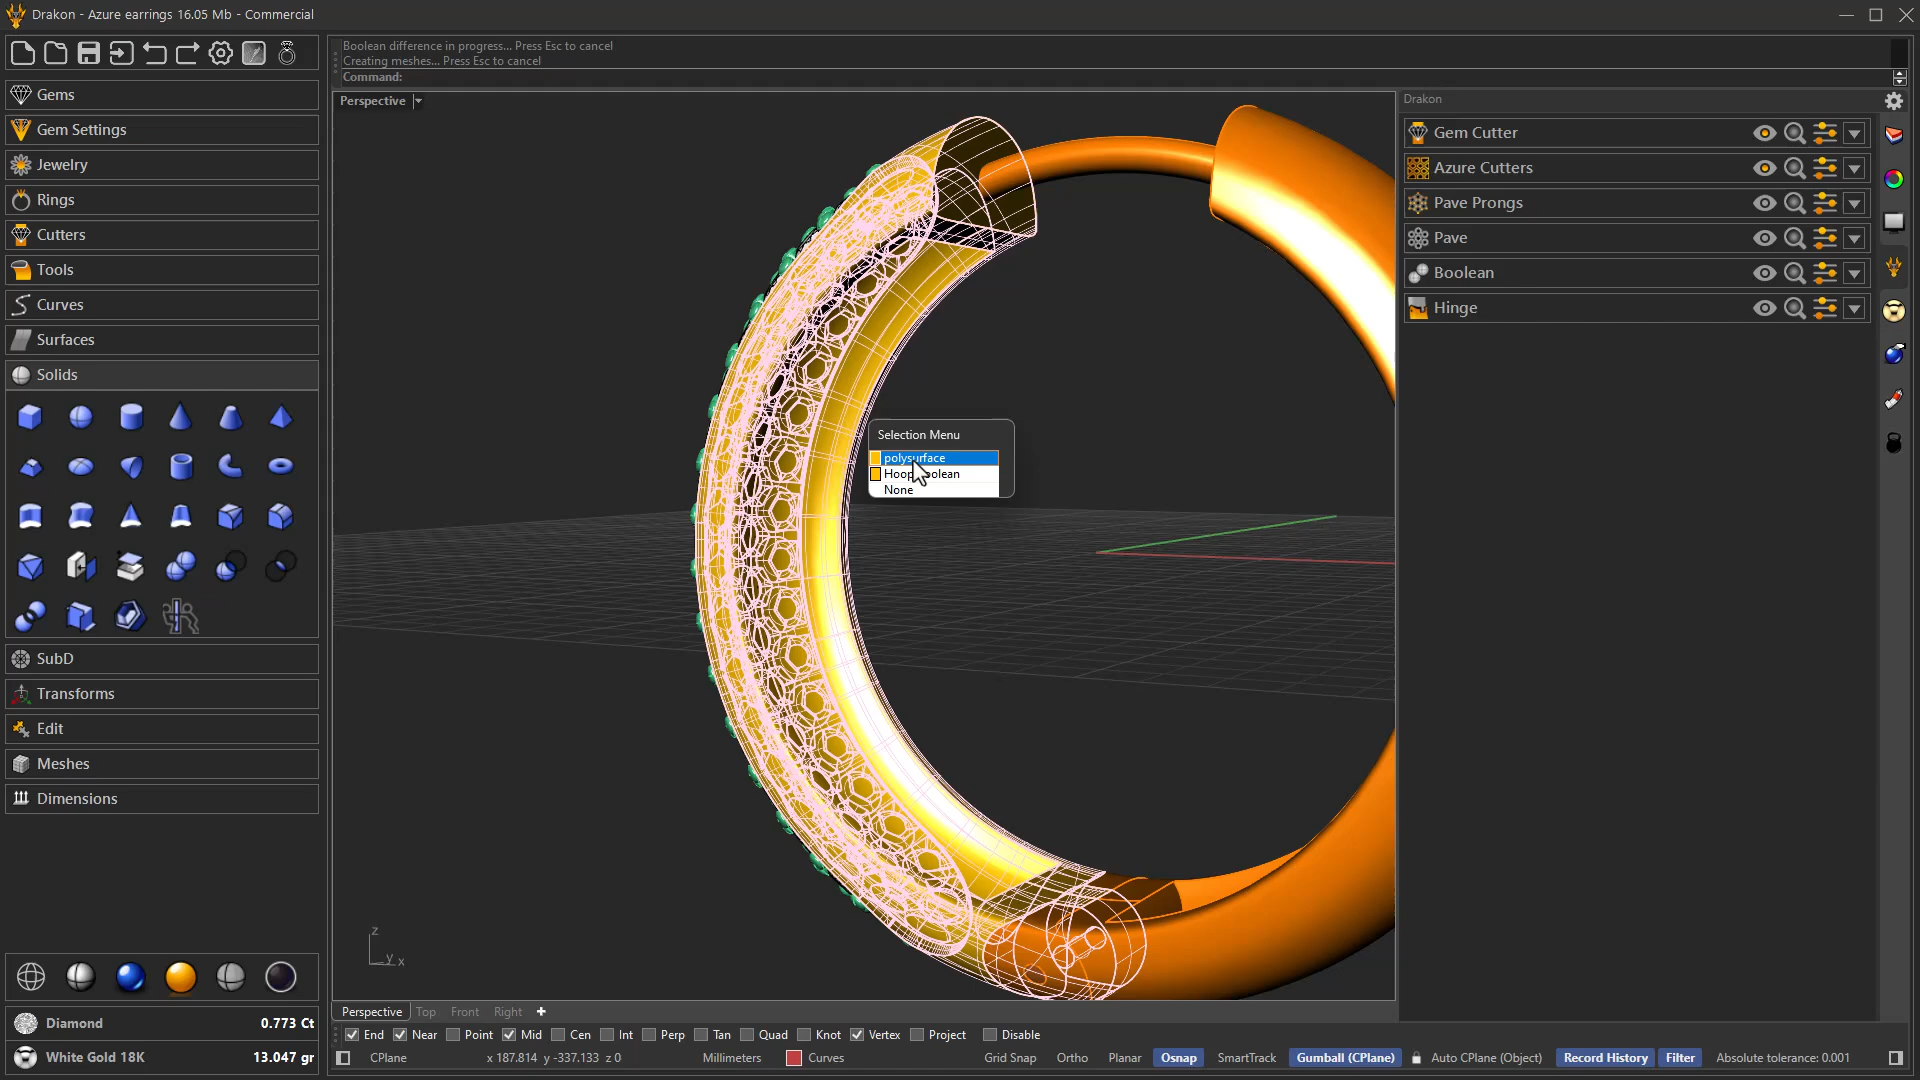 Drakon - Azure earrings 16.05 Mb - Commercial
Boolean difference in progress... Press Esc to cancel
Creating meshes... Press Esc to cancel
Command:
Gems
Gem Settings
Jewelry
Rings
Cutters
Tools
Curves
Surfaces
Solids
SubD
Transforms
Edit
Meshes
Dimensions
Diamond 0.773 Ct
White Gold 18K 13.047 gr
Perspective
Selection Menu
polysurface
None
z
y x
Drakon
Gem Cutter
Azure Cutters
Pave Prongs
Pave
Boolean
Hinge
Perspective Top Front Right
End Near Point Mid Cen Int Perp Tan Quad Knot Vertex Project Disable
CPlane x 187.814 y -337.133 z 0 Millimeters Curves Grid Snap Ortho Planar Osnap SmartTrack Gumball (CPlane) Auto CPlane (Object) Record History Filter Absolute tolerance: 0.001